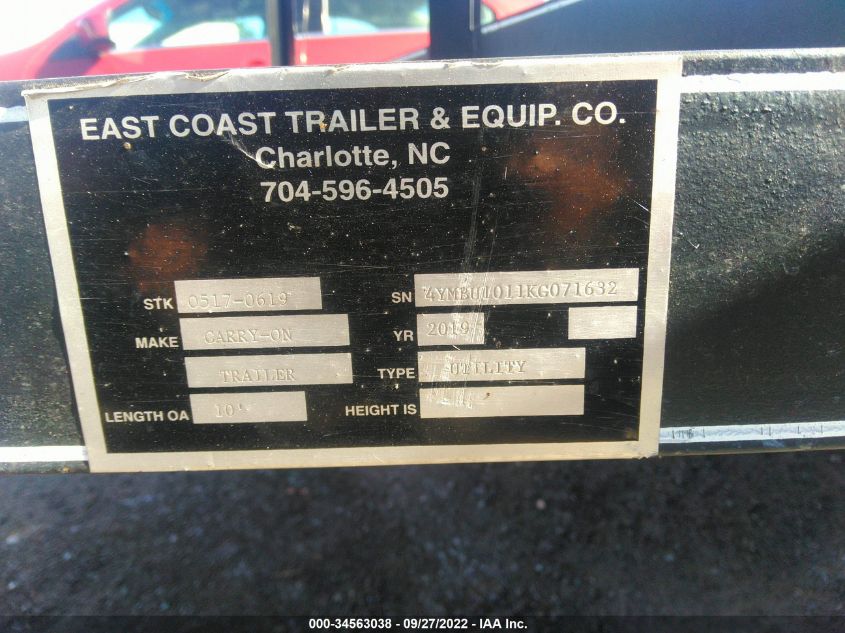 EAST COAST TRAILER & EQUIP. CO.
Charlotte, NC
704-596-4505
STK 0517-0619 SN 4YMBU1011KG071632
MAKE CARRY-ON YR 2019
TRAILER TYPE UTILITY
LENGTH OA 10' HEIGHT IS
000-34563038 — 09/27/2022 — IAA Inc.